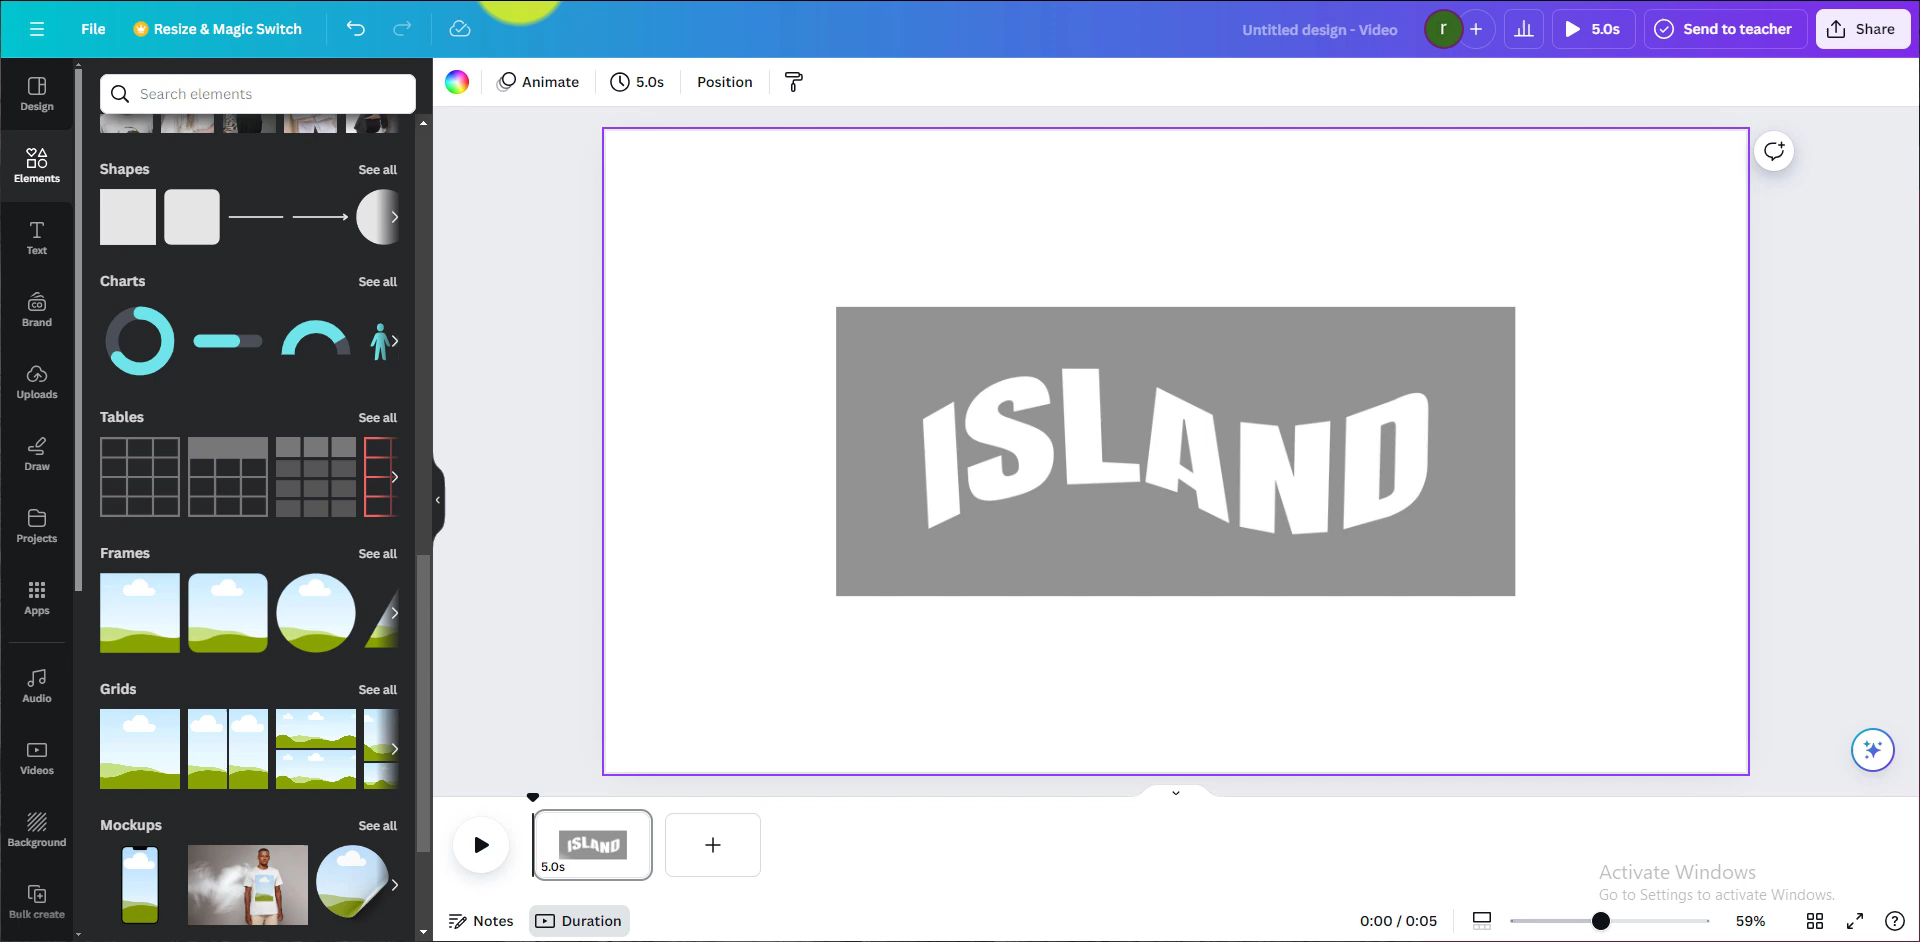 File
Resize & Magic Switch
Untitled design - Video
r
5.0s
Send to teacher
Share
Design
Elements
Text
Brand
Uploads
Draw
Projects
Apps
Audio
Videos
Background
Bulk create
Search elements
Shapes
See all
Charts
See all
Tables
See all
Frames
See all
Grids
See all
Mockups
See all
Animate
5.0s
Position
ISLAND
ISLAND
5.0s
Activate Windows
Go to Settings to activate Windows.
Notes
Duration
0:00 / 0:05
59%